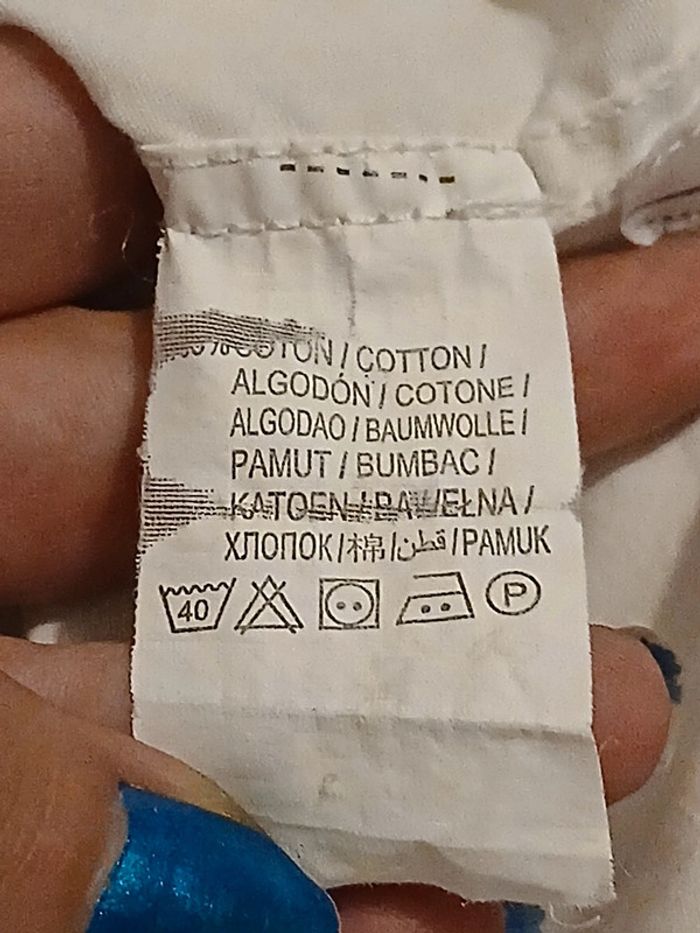 COTON / COTTON /
ALGODÓN / COTONE /
ALGODAO / BAUMWOLLE /
PAMUT / BUMBAC /
KATOEN / BAWEŁNA /
ХЛОПОК / 棉 / قطن / PAMUK
40 P